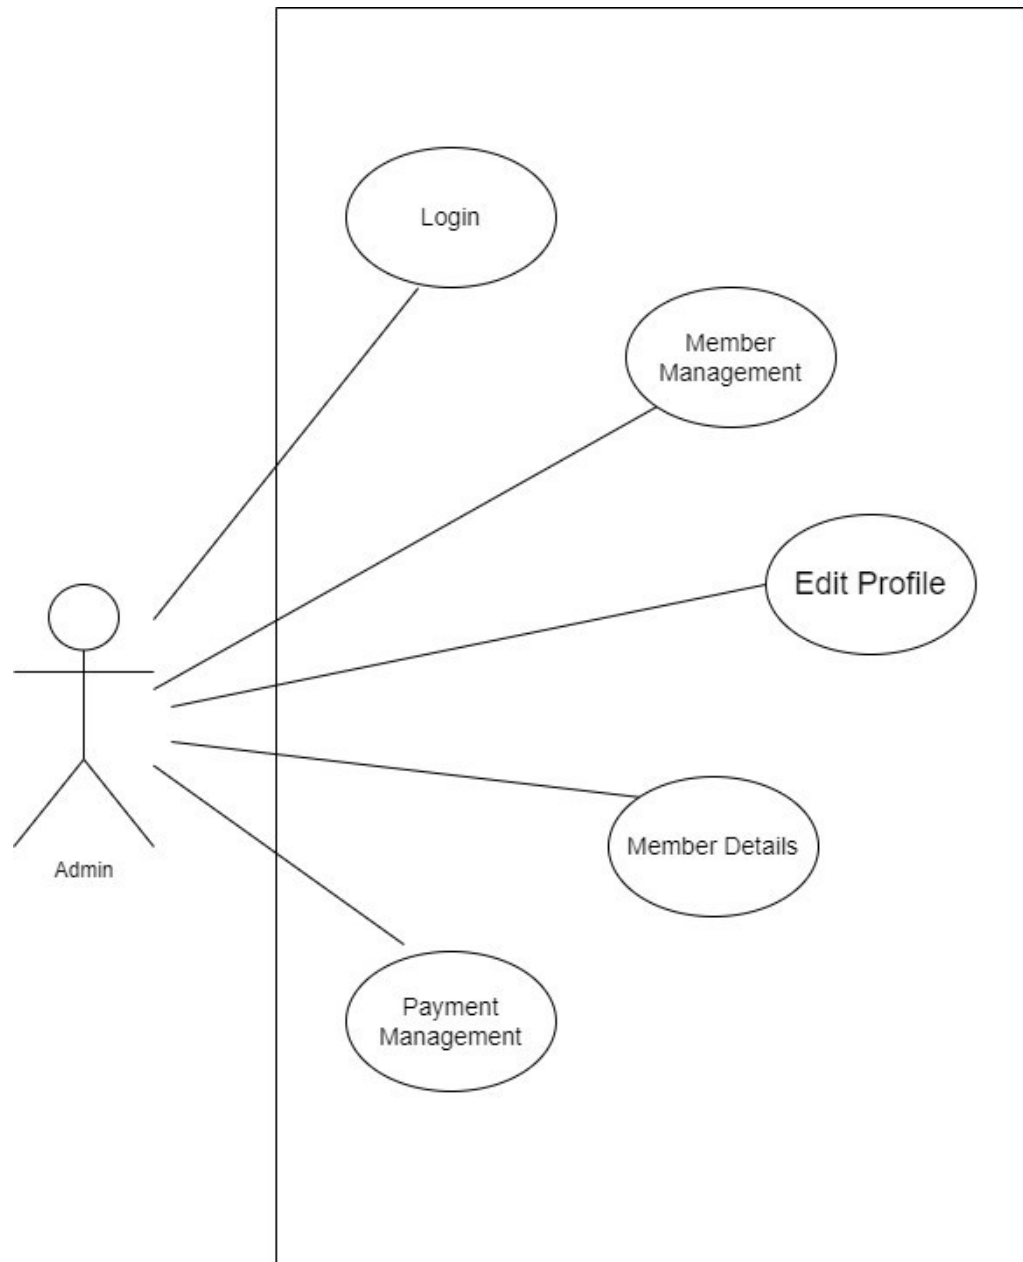 Login
Member
Management
Edit Profile
Member Details
Admin
Payment
Management